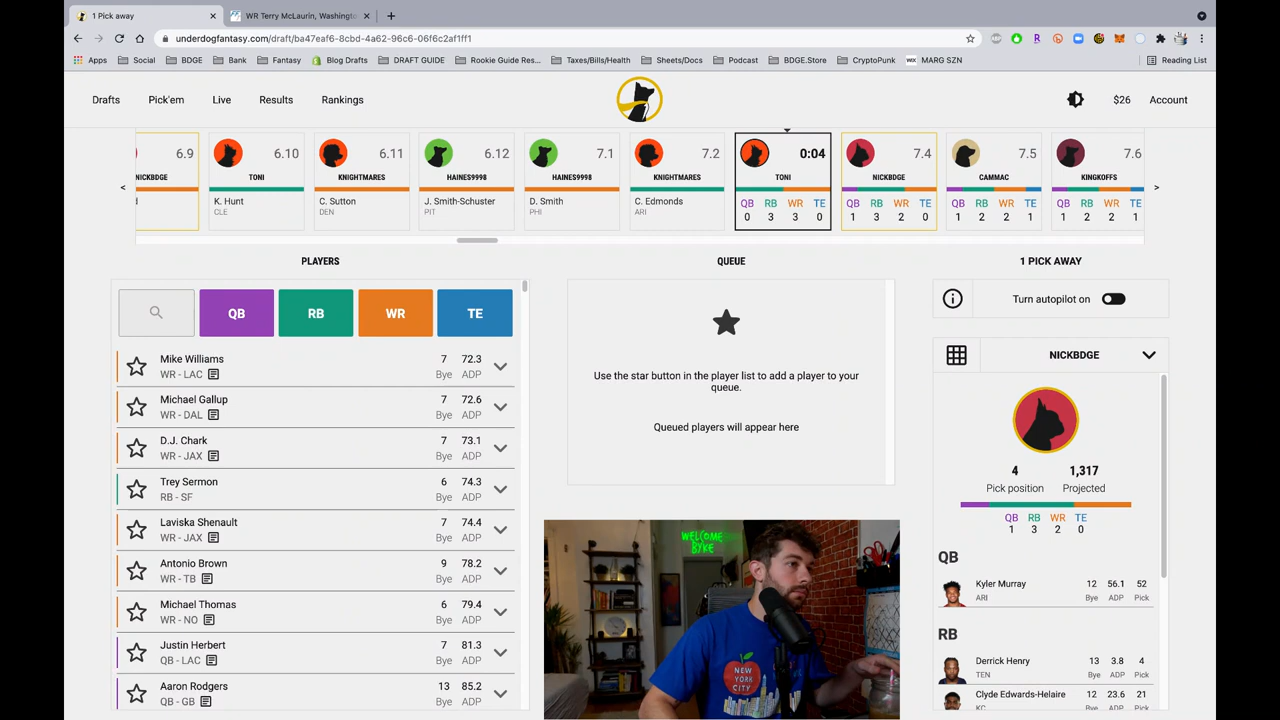 1 Pick away
WR Terry McLaurin, Washingto
underdogfantasy.com/draft/ba47eaf6-8cbd-4a62-96c6-06f6c2af1ff1
Apps Social BDGE Bank Fantasy Blog Drafts DRAFT GUIDE Rookie Guide Res... Taxes/Bills/Health Sheets/Docs Podcast BDGE.Store CryptoPunk MARG SZN Reading List
Drafts Pick'em Live Results Rankings $26 Account
6.9 6.10 6.11 6.12 7.1 7.2 0:04 7.4 7.5 7.6
NICKBDGE TONI KNIGHTMARES HAINES9998 HAINES9998 KNIGHTMARES TONI NICKBDGE CAMMAC KINGKOFFS
d K. Hunt C. Sutton J. Smith-Schuster D. Smith C. Edmonds QB RB WR TE QB RB WR TE QB RB WR TE QB RB WR TE
CLE DEN PIT PHI ARI 0 3 3 0 1 3 2 0 1 2 2 1 1 2 2 1
< >
PLAYERS
QB RB WR TE
Mike Williams 7 72.3
WR - LAC Bye ADP
Michael Gallup 7 72.6
WR - DAL Bye ADP
D.J. Chark 7 73.1
WR - JAX Bye ADP
Trey Sermon 6 74.3
RB - SF Bye ADP
Laviska Shenault 7 74.4
WR - JAX Bye ADP
Antonio Brown 9 78.2
WR - TB Bye ADP
Michael Thomas 6 79.4
WR - NO Bye ADP
Justin Herbert 7 81.3
QB - LAC Bye ADP
Aaron Rodgers 13 85.2
QB - GB Bye ADP
QUEUE
Use the star button in the player list to add a player to your
queue.
Queued players will appear here
WELCOME
BYKE
NEW YORK
CITY
1 PICK AWAY
Turn autopilot on
NICKBDGE
4 1,317
Pick position Projected
QB RB WR TE
1 3 2 0
QB
Kyler Murray 12 56.1 52
ARI Bye ADP Pick
RB
Derrick Henry 13 3.8 4
TEN Bye ADP Pick
Clyde Edwards-Helaire 12 23.6 21
KC Bye ADP Pick